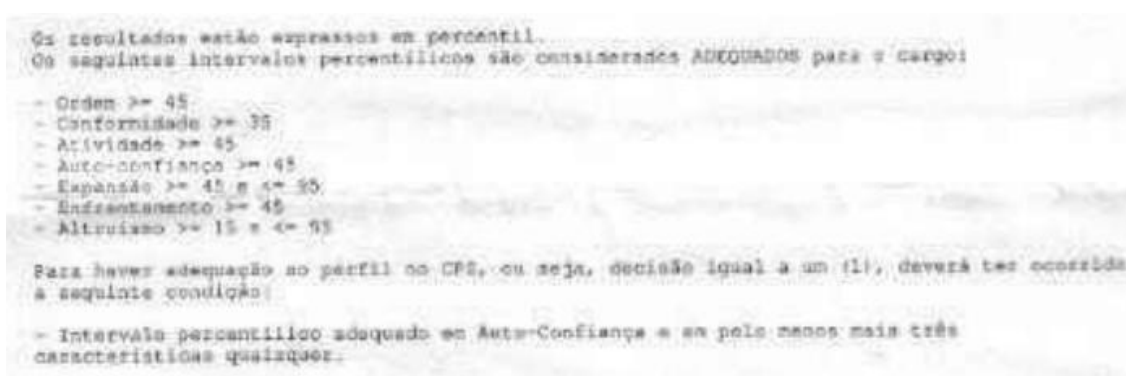 Os resultados estão expressos em percentil.
Os seguintes intervalos percentílicos são considerados ADEQUADOS para o cargo:
- Ordem >= 45
- Conformidade >= 35
- Atividade >= 45
- Auto-confiança >= 45
- Expansão >= 45 e <= 95
- Enfrentamento >= 45
- Altruísmo >= 15 e <= 95
Para haver adequação ao perfil no CPS, ou seja, decisão igual a um (1), deverá ter ocorrido
a seguinte condição:
- Intervalo percentílico adequado em Auto-Confiança e em pelo menos mais três
características quaisquer.